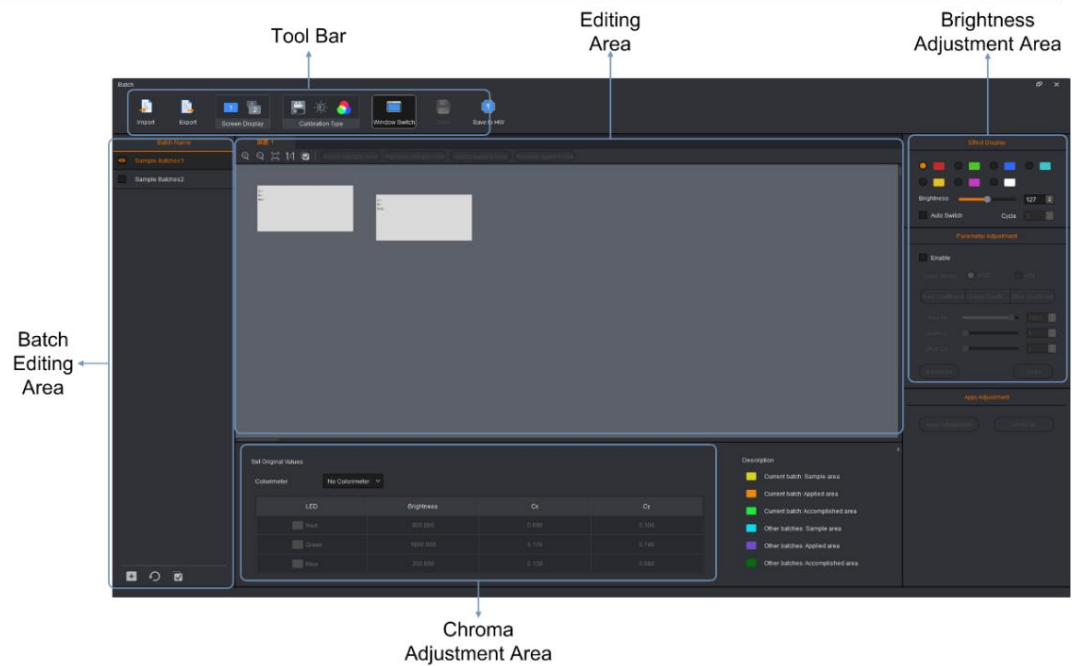 Tool Bar
Editing
Area
Brightness
Adjustment Area
Batch
Import
Export
Screen Display
Calibration Type
Window Switch
Save to HW
Batch Name
Sample Batches1
Sample Batches2
屏幕 1
Effect Display
Brightness
127
Auto Switch
Cycle
Parameter Adjustment
Enable
Batch
Editing
Area
Apps Adjustment
Set Original Values
Colorimeter
No Colorimeter
LED
Brightness
Cx
Cy
Red
Green
Blue
Description
Current batch: Sample area
Current batch: Applied area
Current batch: Accomplished area
Other batches: Sample area
Other batches: Applied area
Other batches: Accomplished area
Chroma
Adjustment Area